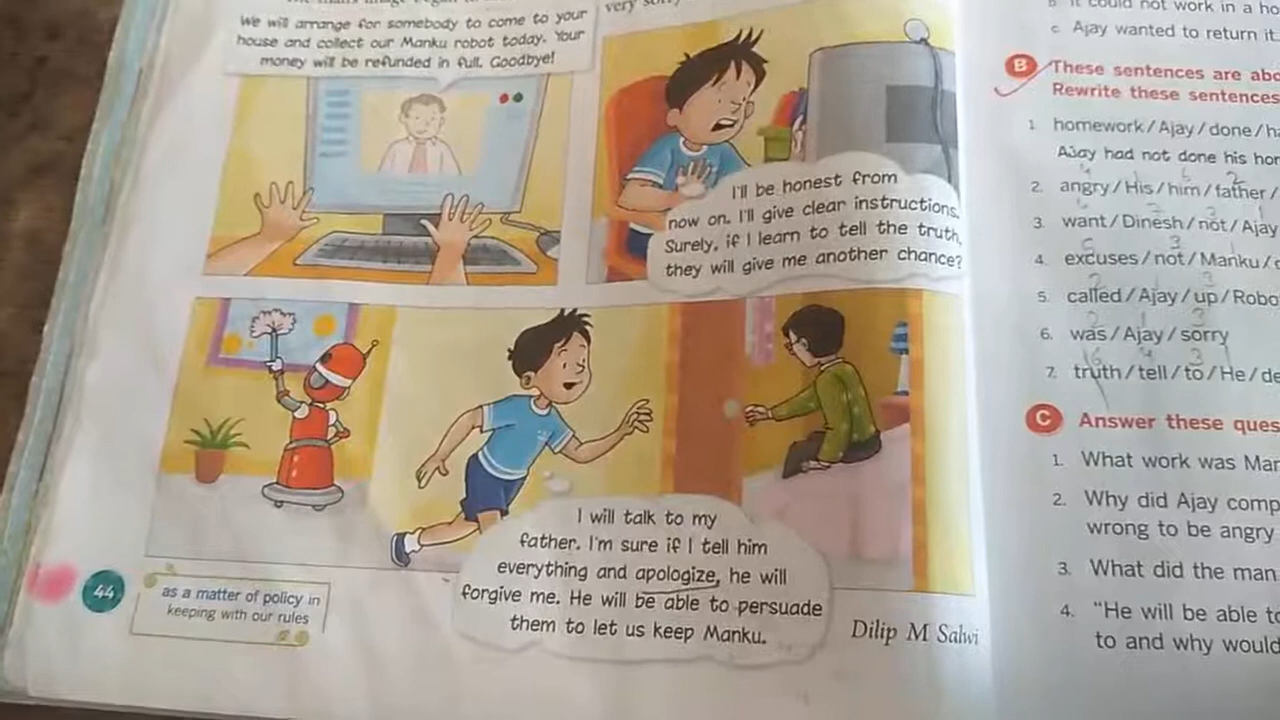 We will arrange for somebody to come to your
house and collect our Manku robot today. Your
money will be refunded in full. Goodbye!
very
I'll be honest from
now on. I'll give clear instructions.
Surely, if I learn to tell the truth,
they will give me another chance?
I will talk to my
father. I'm sure if I tell him
everything and apologize, he will
forgive me. He will be able to persuade
them to let us keep Manku.
Dilip M Salwi
44
as a matter of policy in
keeping with our rules
c. Ajay wanted to return it.
B These sentences are abo
Rewrite these sentences
1. homework / Ajay / done / ha
Ajay had not done his hor
2. angry / His / him / father /
3. want / Dinesh / not / Ajay
4. excuses / not / Manku /
5. called / Ajay / up / Robo
6. was / Ajay / sorry
7. truth / tell / to / He / de
C Answer these ques
1. What work was Mar
2. Why did Ajay comp
wrong to be angry
3. What did the man
4. "He will be able to
to and why would